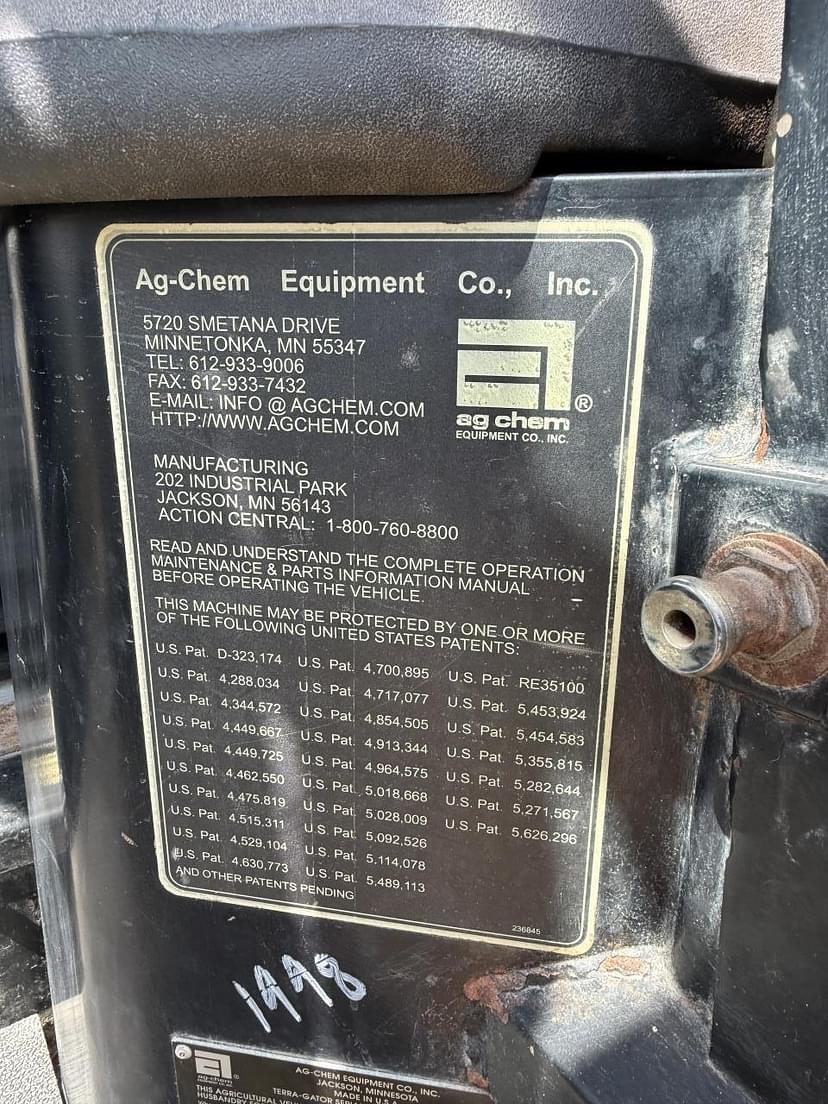 Ag-Chem Equipment Co., Inc.
5720 SMETANA DRIVE
MINNETONKA, MN 55347
TEL: 612-933-9006
FAX: 612-933-7432
E-MAIL: INFO @ AGCHEM.COM
HTTP://WWW.AGCHEM.COM
®
ag chem
EQUIPMENT CO., INC.
MANUFACTURING
202 INDUSTRIAL PARK
JACKSON, MN 56143
ACTION CENTRAL: 1-800-760-8800
READ AND UNDERSTAND THE COMPLETE OPERATION
MAINTENANCE & PARTS INFORMATION MANUAL
BEFORE OPERATING THE VEHICLE.
THIS MACHINE MAY BE PROTECTED BY ONE OR MORE
OF THE FOLLOWING UNITED STATES PATENTS:
U.S. Pat. D-323,174 U.S. Pat. 4,700,895 U.S. Pat. RE35100
U.S. Pat. 4,288,034 U.S. Pat. 4,717,077 U.S. Pat. 5,453,924
U.S. Pat. 4,344,572 U.S. Pat. 4,854,505 U.S. Pat. 5,454,583
U.S. Pat. 4,449,667 U.S. Pat. 4,913,344 U.S. Pat. 5,355,815
U.S. Pat. 4,449,725 U.S. Pat. 4,964,575 U.S. Pat. 5,282,644
U.S. Pat. 4,462,550 U.S. Pat. 5,018,668 U.S. Pat. 5,271,567
U.S. Pat. 4,475,819 U.S. Pat. 5,028,009 U.S. Pat. 5,626,296
U.S. Pat. 4,515,311 U.S. Pat. 5,092,526
U.S. Pat. 4,529,104 U.S. Pat. 5,114,078
U.S. Pat. 4,630,773 U.S. Pat. 5,489,113
AND OTHER PATENTS PENDING
236845
1998
ag-chem
®
AG-CHEM EQUIPMENT CO., INC.
JACKSON, MINNESOTA
MADE IN U.S.A.
TERRA-GATOR
THIS AGRICULTURAL
HUSBANDRY